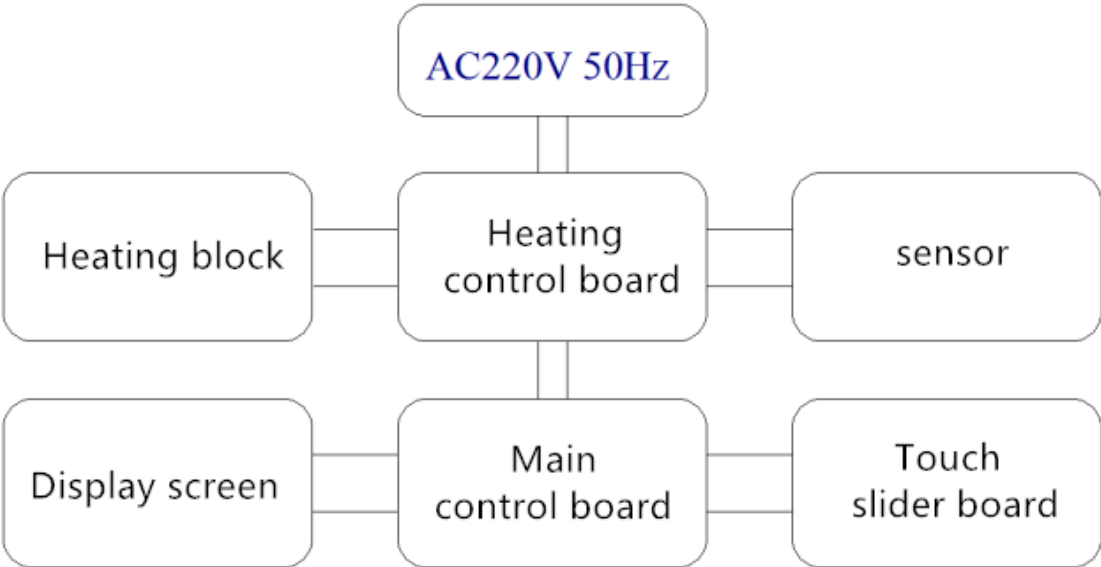 AC220V 50Hz
Heating block
Heating
control board
sensor
Display screen
Main
control board
Touch
slider board